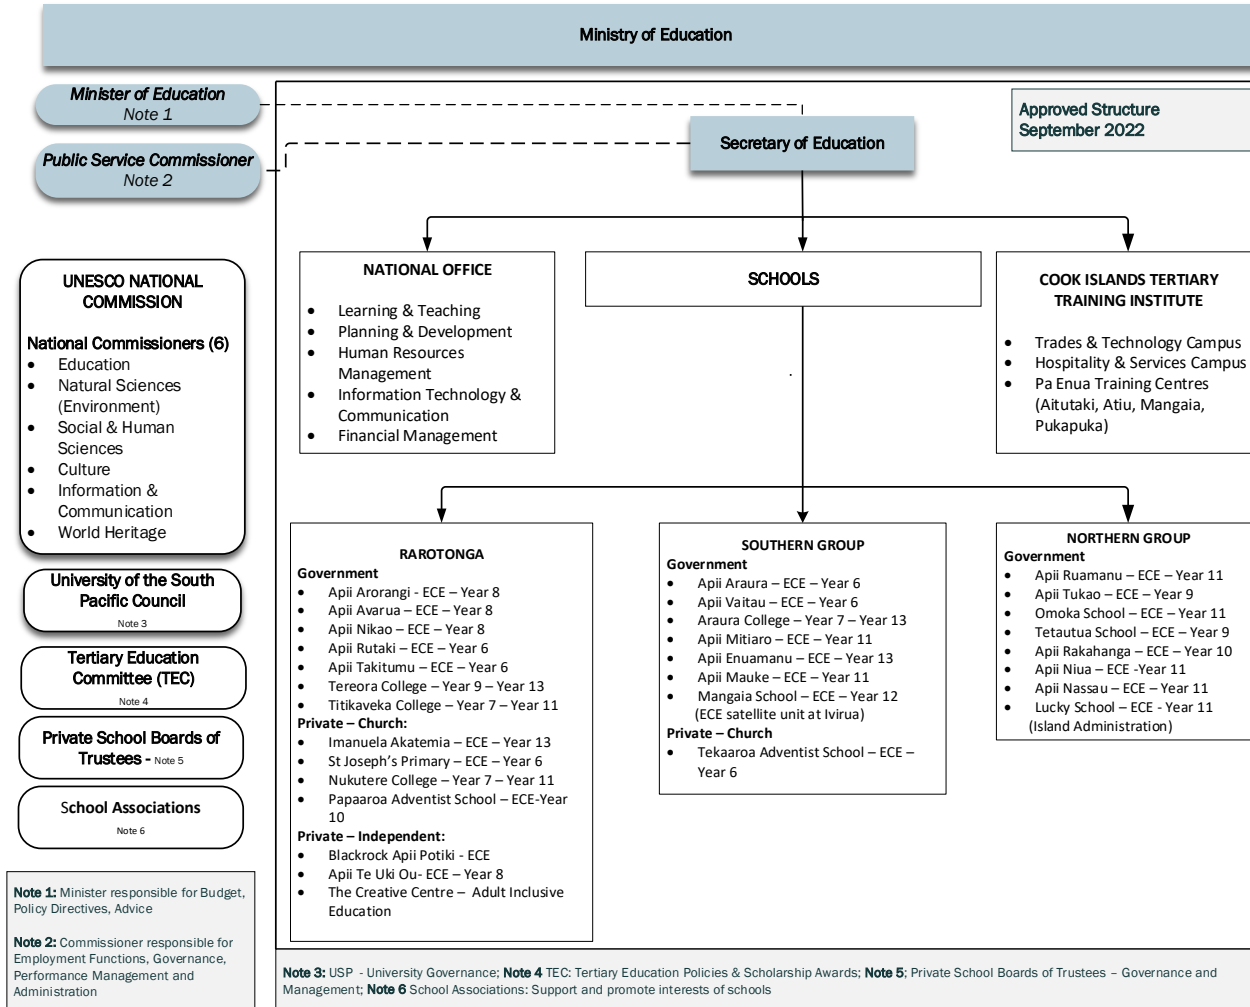 Ministry of Education
Minister of Education
Note 1
Public Service Commissioner
Note 2
Secretary of Education
Approved Structure
September 2022
UNESCO NATIONAL
COMMISSION
National Commissioners (6)
• Education
• Natural Sciences
(Environment)
• Social & Human
Sciences
• Culture
• Information &
Communication
• World Heritage
University of the South
Pacific Council
Note 3
Tertiary Education
Committee (TEC)
Note 4
Private School Boards of
Trustees - Note 5
School Associations
Note 6
NATIONAL OFFICE
• Learning & Teaching
• Planning & Development
• Human Resources
Management
• Information Technology &
Communication
• Financial Management
SCHOOLS
.
COOK ISLANDS TERTIARY
TRAINING INSTITUTE
• Trades & Technology Campus
• Hospitality & Services Campus
• Pa Enua Training Centres
(Aitutaki, Atiu, Mangaia,
Pukapuka)
RAROTONGA
Government
• Apii Arorangi - ECE – Year 8
• Apii Avarua – ECE – Year 8
• Apii Nikao – ECE – Year 8
• Apii Rutaki – ECE – Year 6
• Apii Takitumu – ECE – Year 6
• Tereora College – Year 9 – Year 13
• Titikaveka College – Year 7 – Year 11
Private – Church:
• Imanuela Akatemia – ECE – Year 13
• St Joseph's Primary – ECE – Year 6
• Nukutere College – Year 7 – Year 11
• Papaaroa Adventist School – ECE-Year
10
Private – Independent:
• Blackrock Apii Potiki - ECE
• Apii Te Uki Ou- ECE – Year 8
• The Creative Centre – Adult Inclusive
Education
SOUTHERN GROUP
Government
• Apii Araura – ECE – Year 6
• Apii Vaitau – ECE – Year 6
• Araura College – Year 7 – Year 13
• Apii Mitiaro – ECE – Year 11
• Apii Enuamanu – ECE – Year 13
• Apii Mauke – ECE – Year 11
• Mangaia School – ECE – Year 12
(ECE satellite unit at Ivirua)
Private – Church
• Tekaaroa Adventist School – ECE –
Year 6
NORTHERN GROUP
Government
• Apii Ruamanu – ECE – Year 11
• Apii Tukao – ECE – Year 9
• Omoka School – ECE – Year 11
• Tetautua School – ECE – Year 9
• Apii Rakahanga – ECE – Year 10
• Apii Niua – ECE -Year 11
• Apii Nassau – ECE – Year 11
• Lucky School – ECE - Year 11
(Island Administration)
Note 1: Minister responsible for Budget,
Policy Directives, Advice
Note 2: Commissioner responsible for
Employment Functions, Governance,
Performance Management and
Administration
Note 3: USP - University Governance; Note 4 TEC: Tertiary Education Policies & Scholarship Awards; Note 5; Private School Boards of Trustees – Governance and
Management; Note 6 School Associations: Support and promote interests of schools